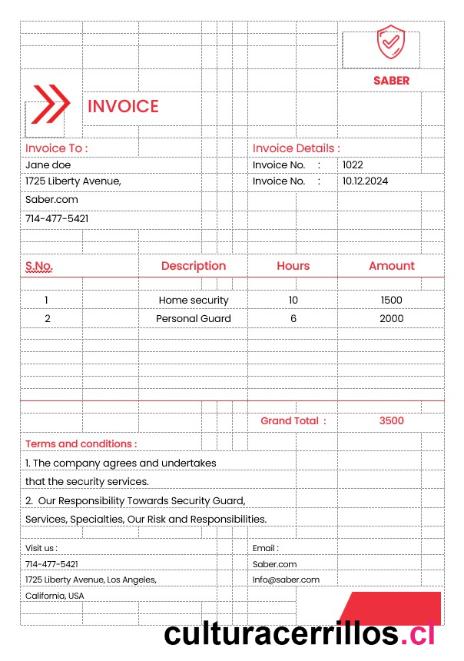 SABER
INVOICE
Invoice To :
Invoice Details :
Jane doe
Invoice No. : 1022
1725 Liberty Avenue,
Invoice No. : 10.12.2024
Saber.com
714-477-5421
S.No. Description Hours Amount
1 Home security 10 1500
2 Personal Guard 6 2000
Grand Total : 3500
Terms and conditions :
1. The company agrees and undertakes
that the security services.
2. Our Responsibility Towards Security Guard,
Services, Specialties, Our Risk and Responsibilities.
Visit us :
Email :
714-477-5421
Saber.com
1725 Liberty Avenue, Los Angeles,
Info@saber.com
California, USA
culturacerrillos.cl